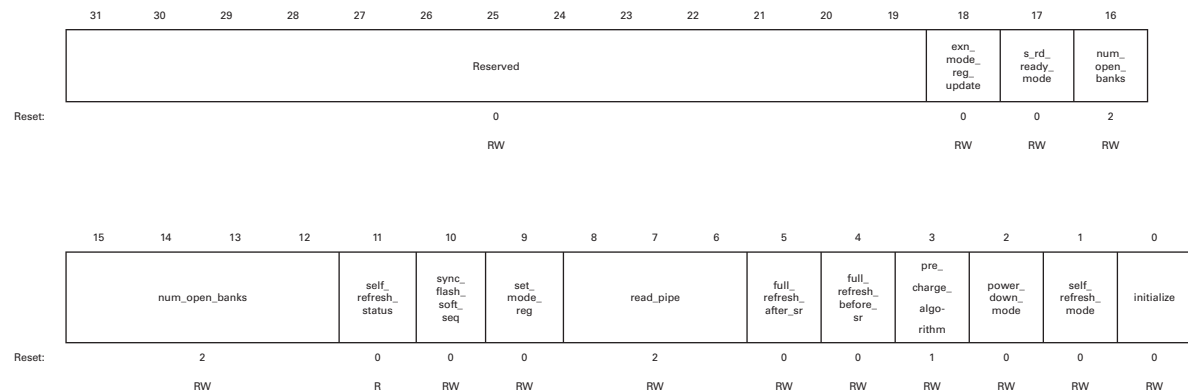 31 30 29 28 27 26 25 24 23 22 21 20 19 18 17 16
Reserved
exn_
mode_
reg_
update
s_rd_
ready_
mode
num_
open_
banks
Reset: 0 0 0 2
RW RW RW RW
15 14 13 12 11 10 9 8 7 6 5 4 3 2 1 0
num_open_banks
self_
refresh_
status
sync_
flash_
soft_
seq
set_
mode_
reg
read_pipe
full_
refresh_
after_sr
full_
refresh_
before_
sr
pre_
charge_
algo-
rithm
power_
down_
mode
self_
refresh_
mode
initialize
Reset: 2 0 0 0 2 0 0 1 0 0 0
RW R RW RW RW RW RW RW RW RW RW